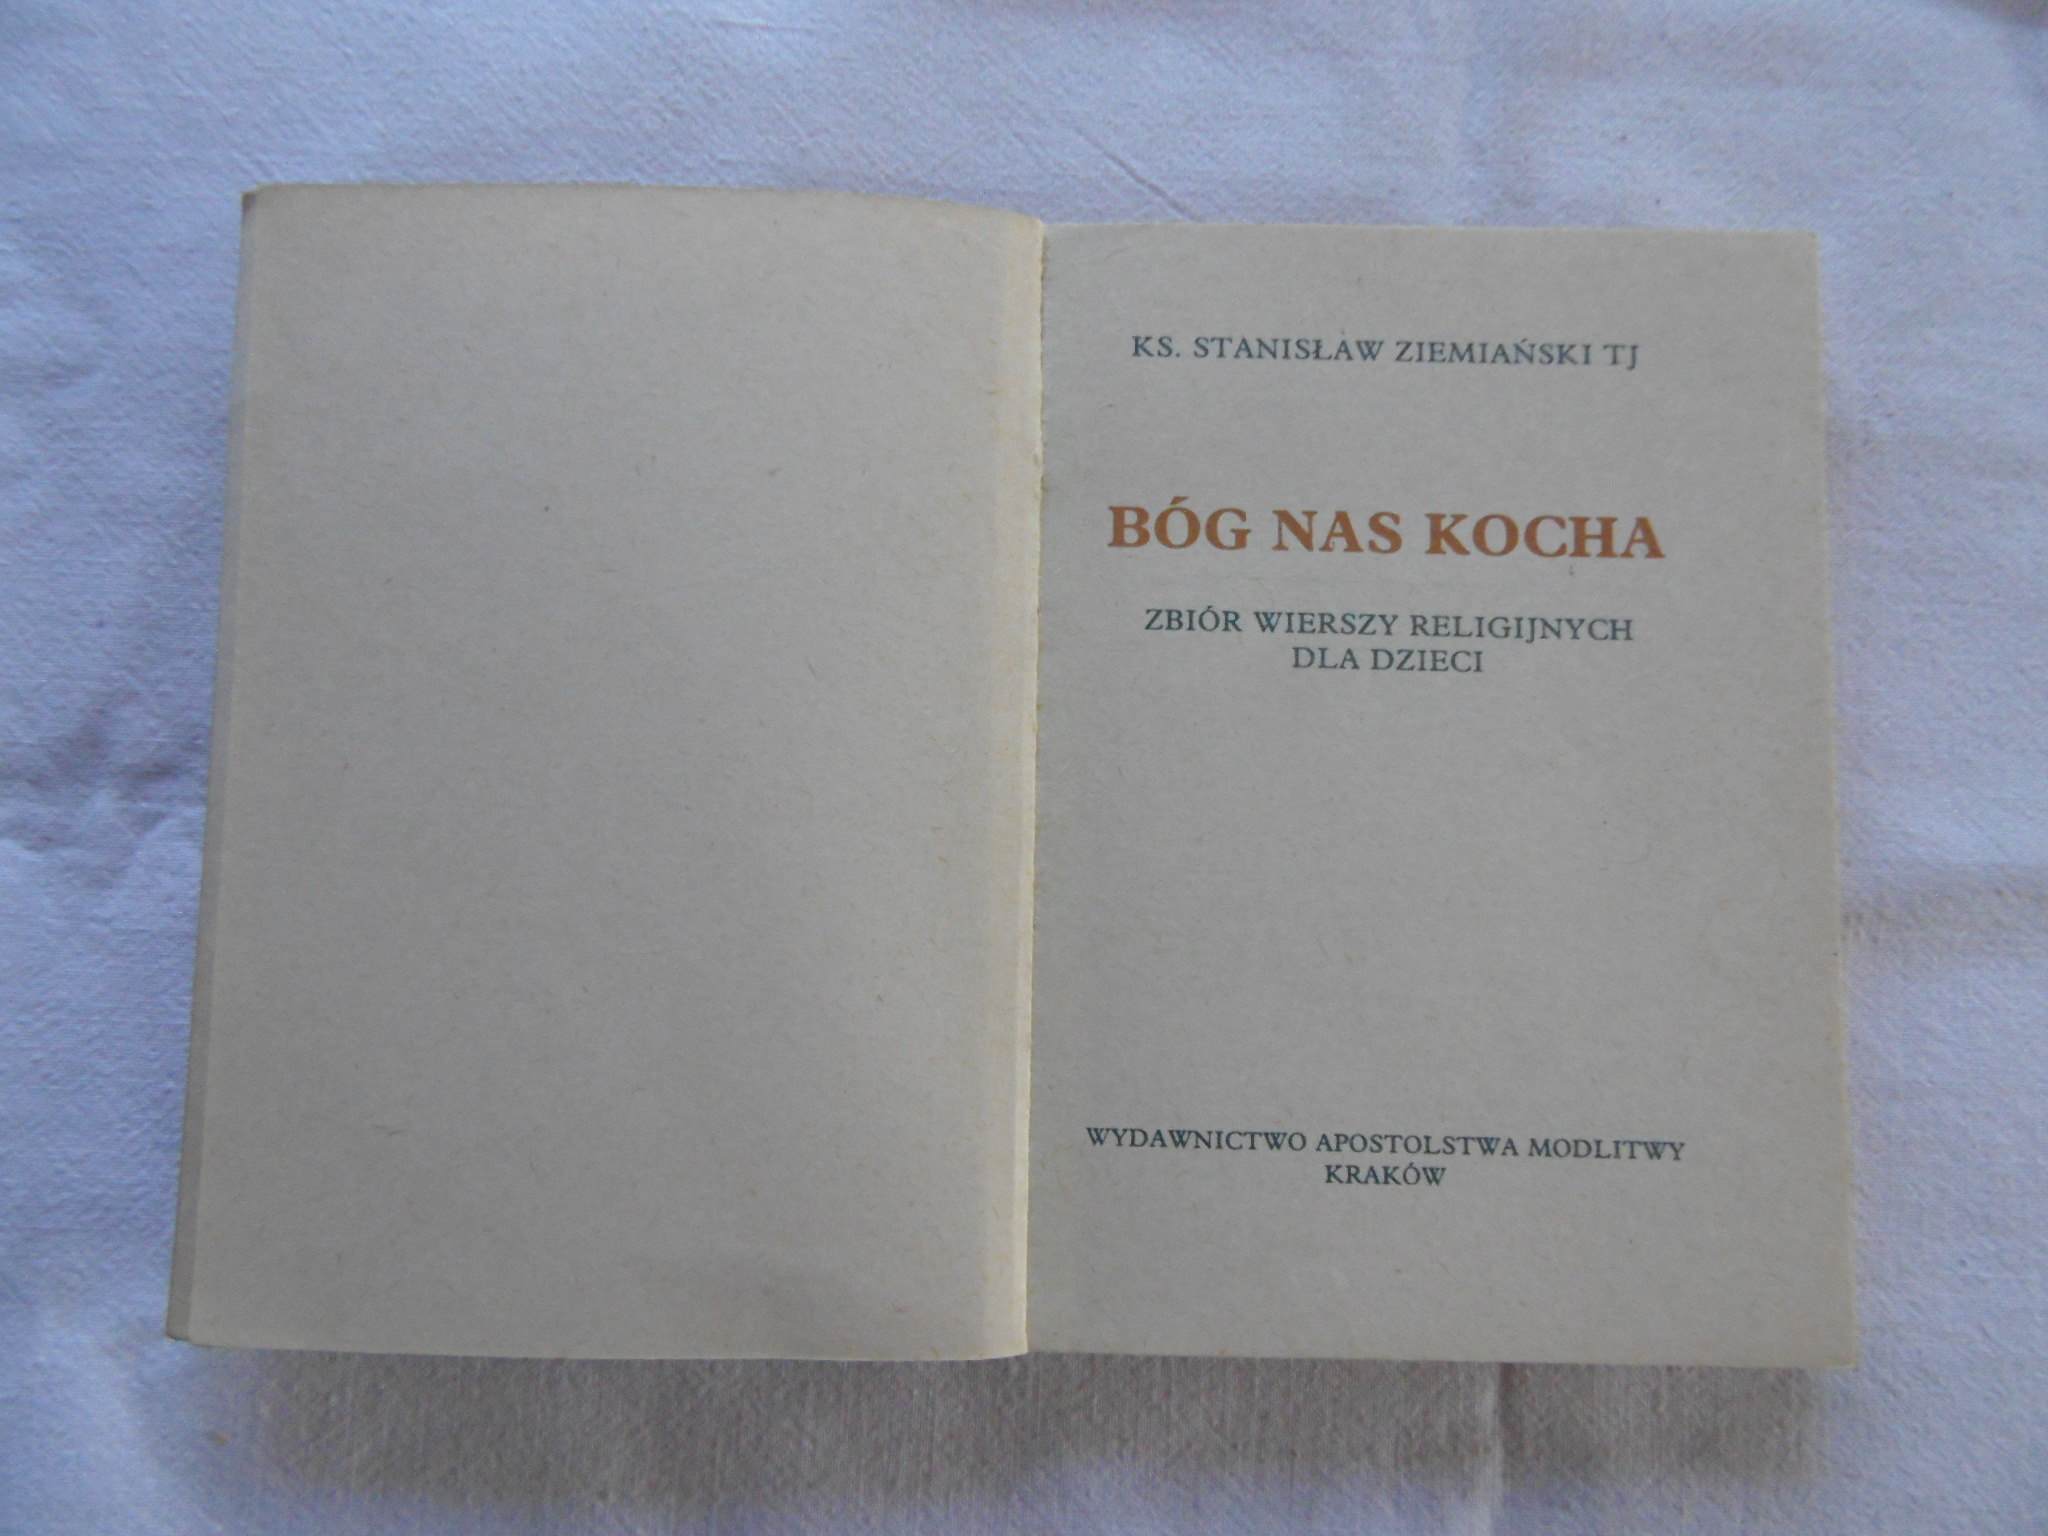 KS. STANISŁAW ZIEMIAŃSKI TJ
BÓG NAS KOCHA
ZBIÓR WIERSZY RELIGIJNYCH
DLA DZIECI
WYDAWNICTWO APOSTOLSTWA MODLITWY
KRAKÓW